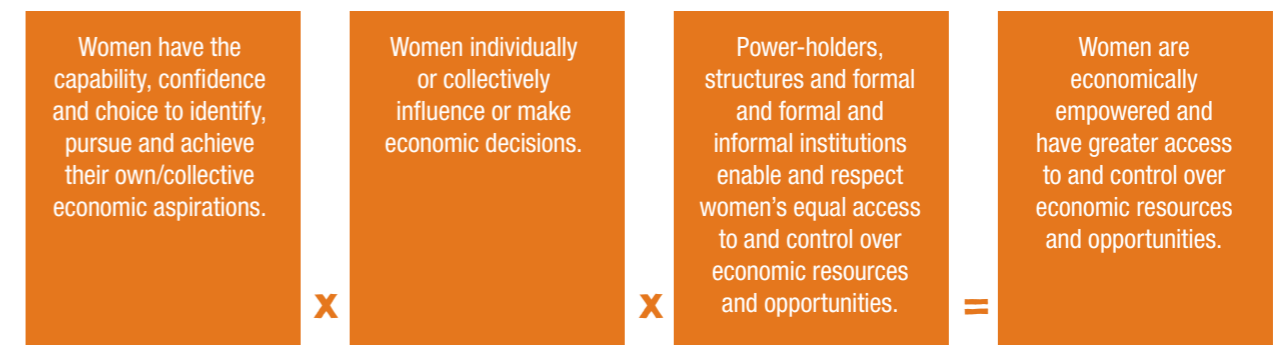 Women have the
capability, confidence
and choice to identify,
pursue and achieve
their own/collective
economic aspirations.
x
Women individually
or collectively
influence or make
economic decisions.
x
Power-holders,
structures and formal
and formal and
informal institutions
enable and respect
women's equal access
to and control over
economic resources
and opportunities.
=
Women are
economically
empowered and
have greater access
to and control over
economic resources
and opportunities.